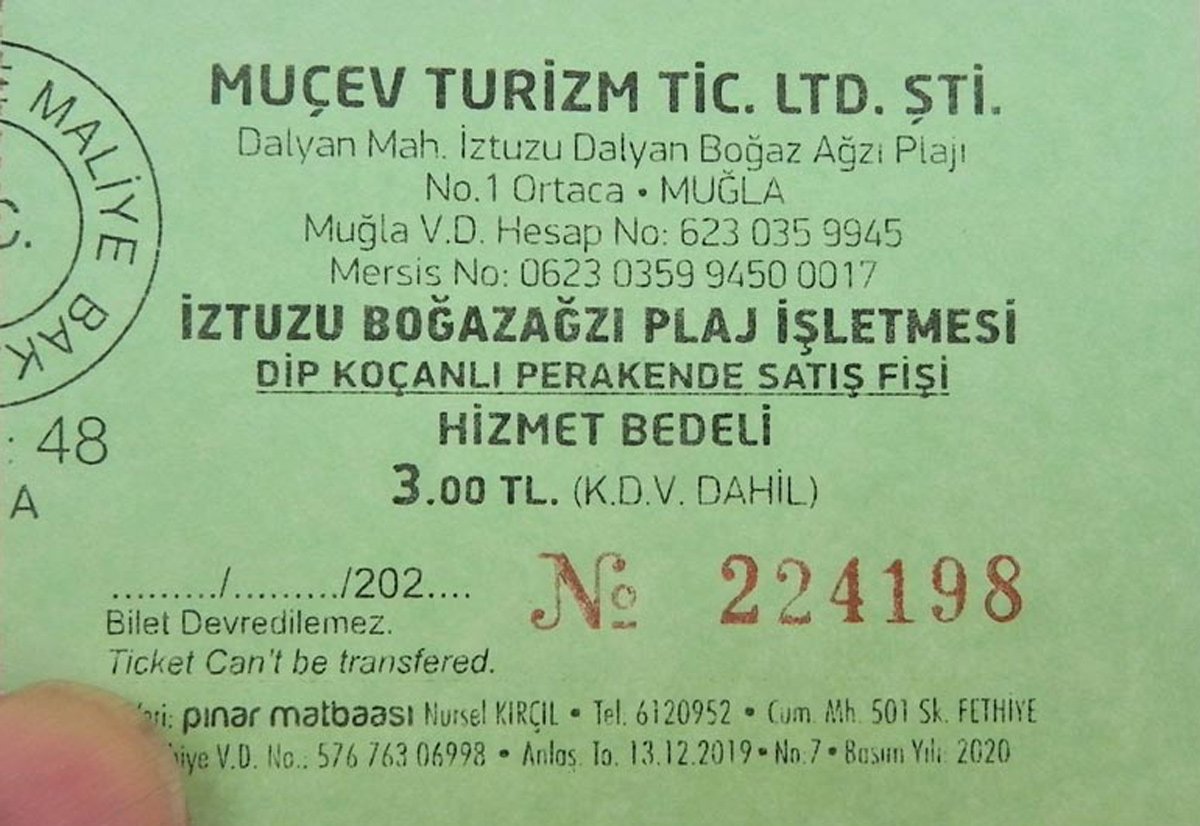 MALİYE BAK
MUÇEV TURİZM TİC. LTD. ŞTİ.
Dalyan Mah. İztuzu Dalyan Boğaz Ağzı Plajı
No.1 Ortaca • MUĞLA
Muğla V.D. Hesap No: 623 035 9945
Mersis No: 0623 0359 9450 0017
İZTUZU BOĞAZAĞZI PLAJ İŞLETMESİ
DİP KOÇANLI PERAKENDE SATIŞ FİŞİ
HİZMET BEDELİ
: 48
3.00 TL. (K.D.V. DAHİL)
A
........./........./202....
№ 224198
Bilet Devredilemez.
Ticket Can't be transfered.
pınar matbaası Nursel KIRÇIL • Tel. 6120952 • Cum. Mh. 501 Sk. FETHİYE
V.D. No.: 576 763 06998 • Anlaş. Ta. 13.12.2019 • No:7 • Basım Yılı: 2020